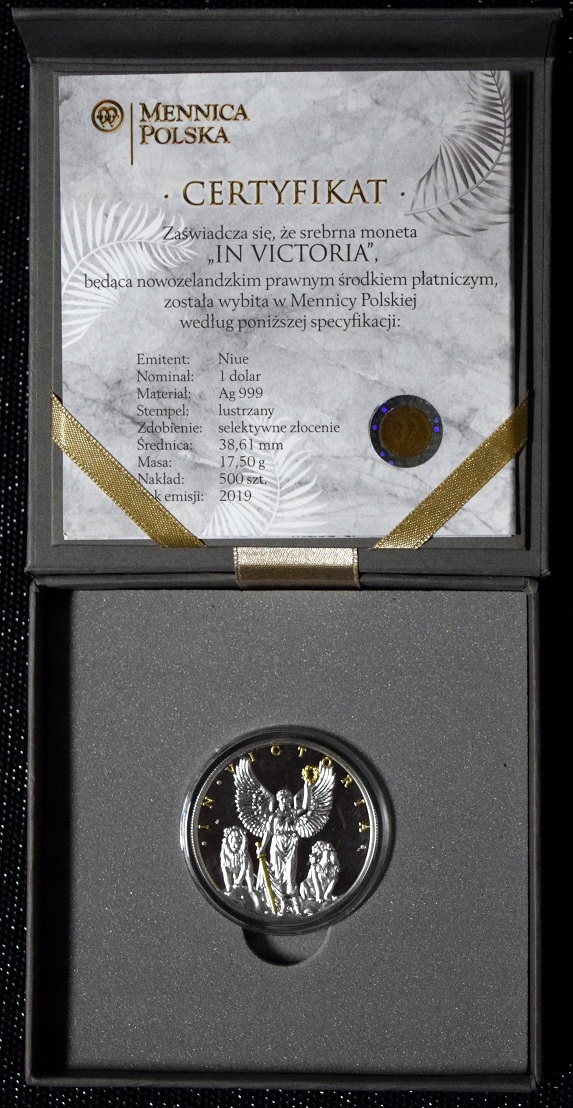 MENNICA
POLSKA
· CERTYFIKAT ·
Zaświadcza się, że srebrna moneta
„IN VICTORIA”,
będąca nowozelandzkim prawnym środkiem płatniczym,
została wybita w Mennicy Polskiej
według poniższej specyfikacji:
Emitent: Niue
Nominał: 1 dolar
Materiał: Ag 999
Stempel: lustrzany
Zdobienie: selektywne złocenie
Średnica: 38,61 mm
Masa: 17,50 g
Nakład: 500 szt.
ok emisji: 2019
· IN VICTORIA ·